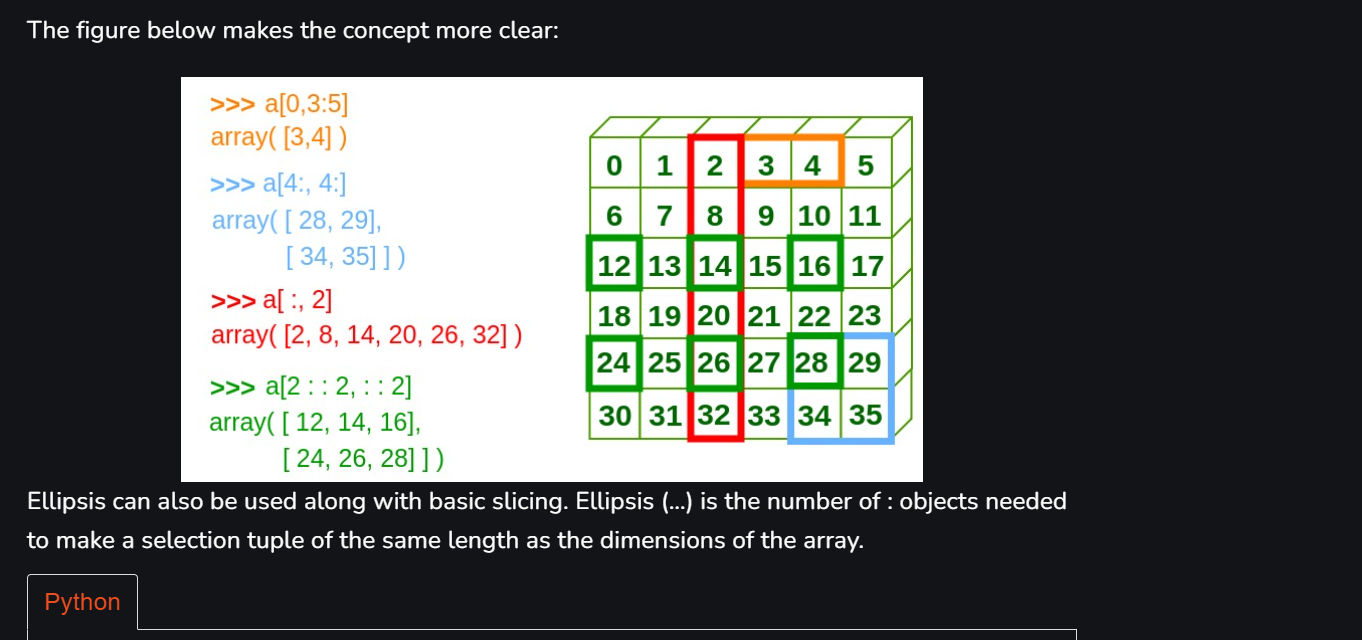 The figure below makes the concept more clear:
>>> a[0,3:5]
array( [3,4] )
>>> a[4:, 4:]
array( [ 28, 29],
[ 34, 35] ] )
>>> a[ :, 2]
array( [2, 8, 14, 20, 26, 32] )
>>> a[2 : : 2, : : 2]
array( [ 12, 14, 16],
[ 24, 26, 28] ] )
0 1 2 3 4 5
6 7 8 9 10 11
12 13 14 15 16 17
18 19 20 21 22 23
24 25 26 27 28 29
30 31 32 33 34 35
Ellipsis can also be used along with basic slicing. Ellipsis (...) is the number of : objects needed
to make a selection tuple of the same length as the dimensions of the array.
Python